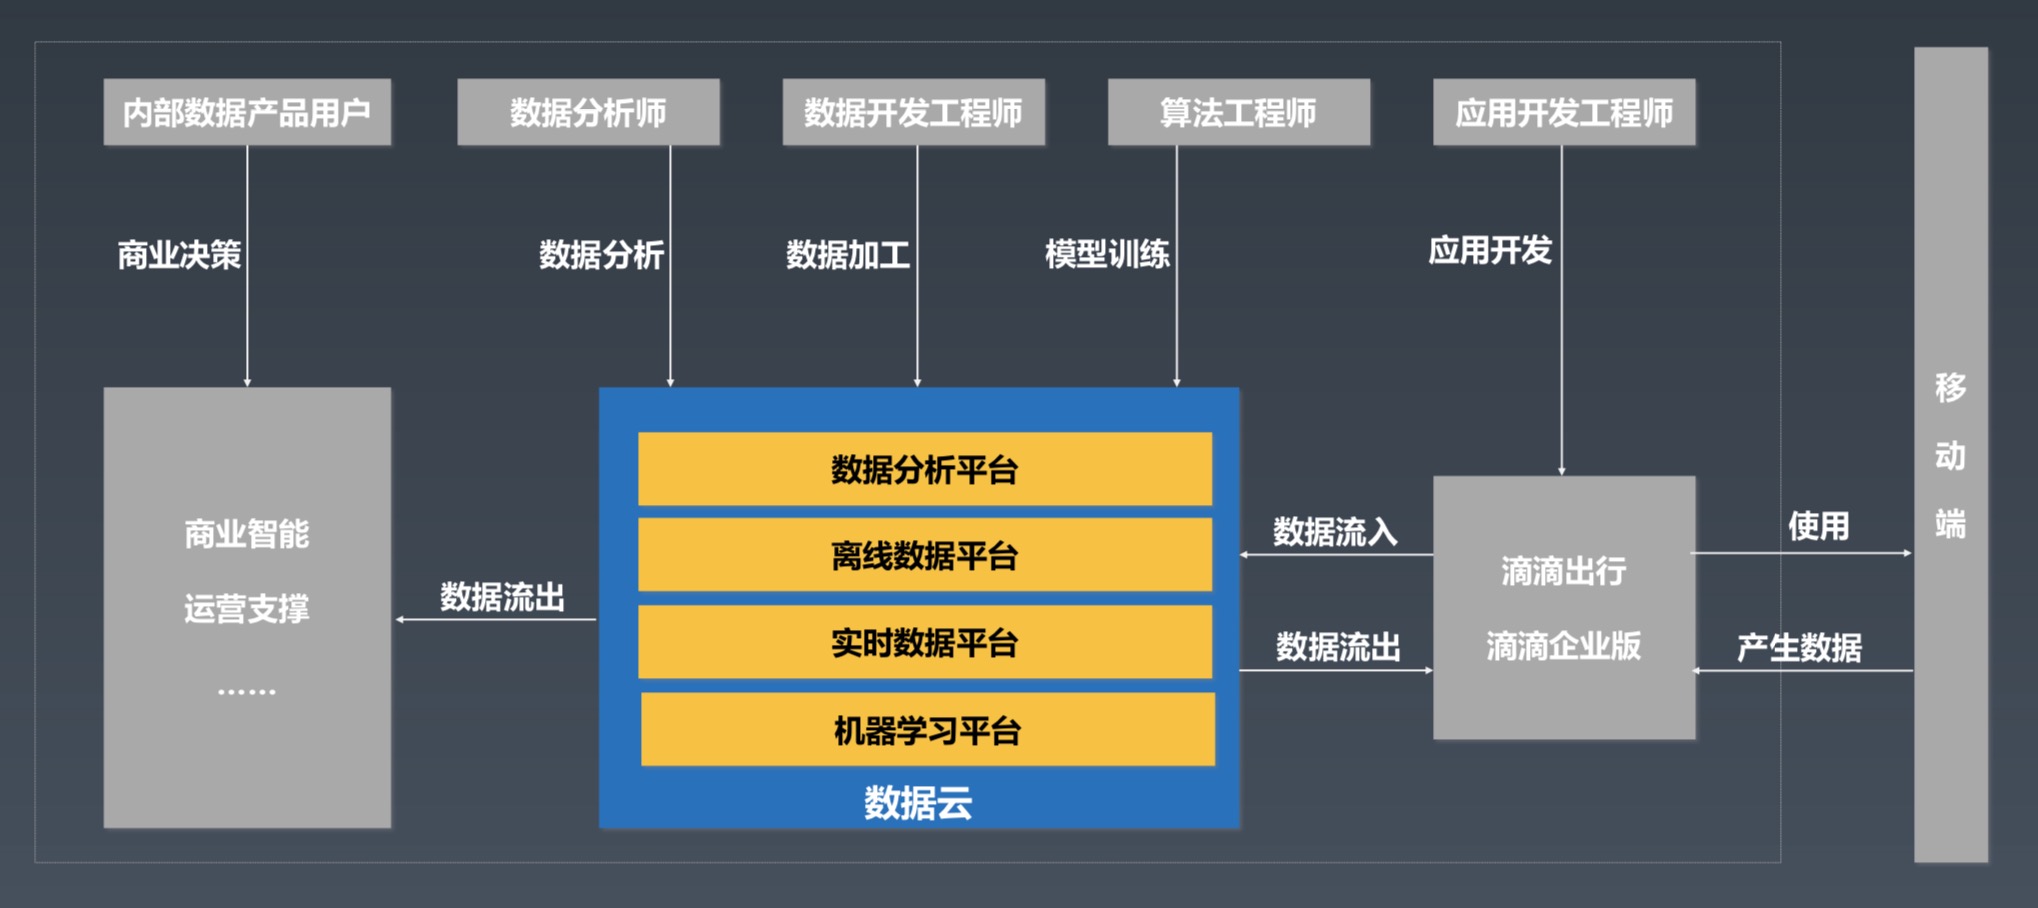 内部数据产品用户
数据分析师
数据开发工程师
算法工程师
应用开发工程师
商业决策
数据分析
数据加工
模型训练
应用开发
商业智能
运营支撑
……
数据流出
数据分析平台
离线数据平台
实时数据平台
机器学习平台
数据云
数据流入
数据流出
滴滴出行
滴滴企业版
使用
产生数据
移
动
端